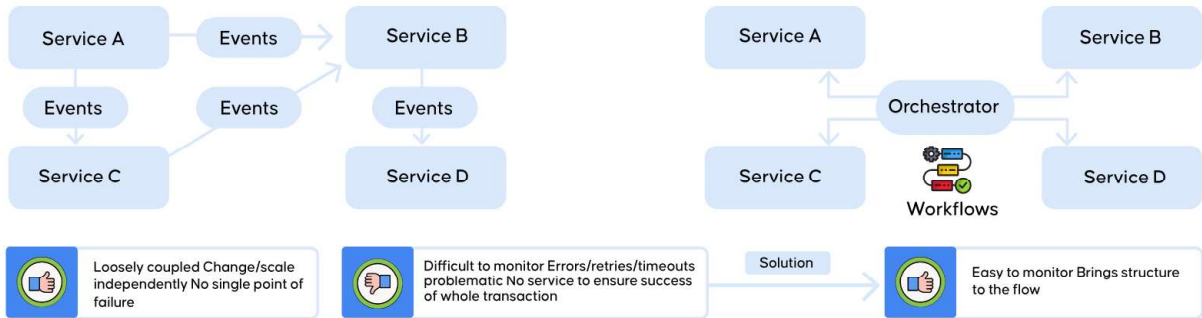 Service A
Events
Service B
Events
Events
Events
Service C
Service D
Service A
Service B
Orchestrator
Service C
Service D
Workflows
Loosely coupled Change/scale
independently No single point of
failure
Difficult to monitor Errors/retries/timeouts
problematic No service to ensure success
of whole transaction
Solution
Easy to monitor Brings structure
to the flow